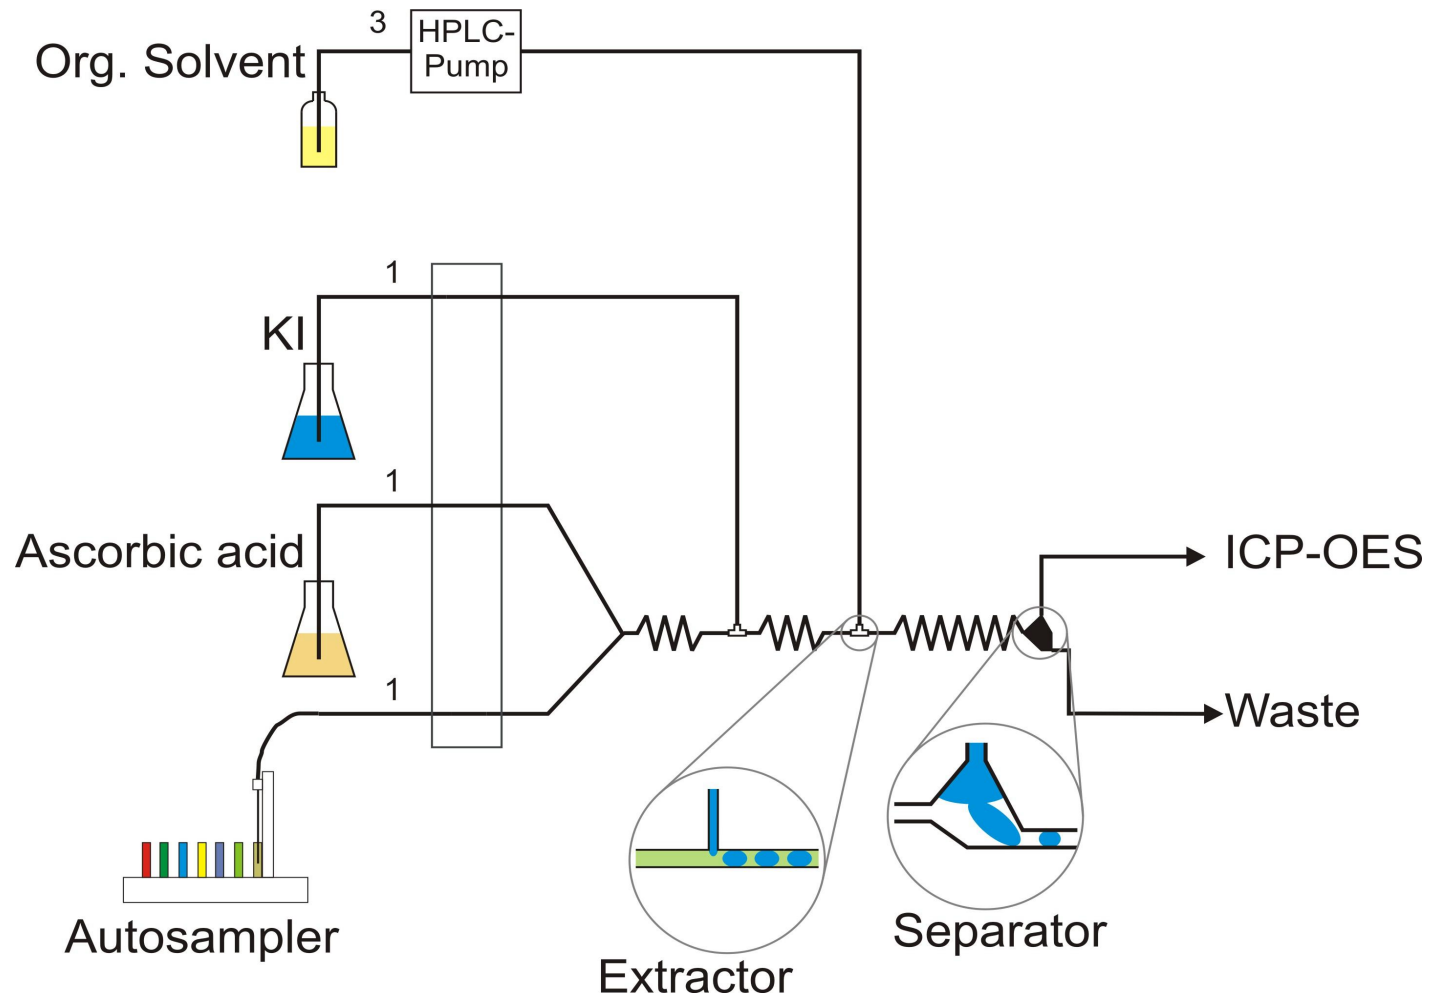 3
HPLC-
Pump
Org. Solvent
1
KI
1
Ascorbic acid
ICP-OES
1
Waste
Autosampler
Separator
Extractor